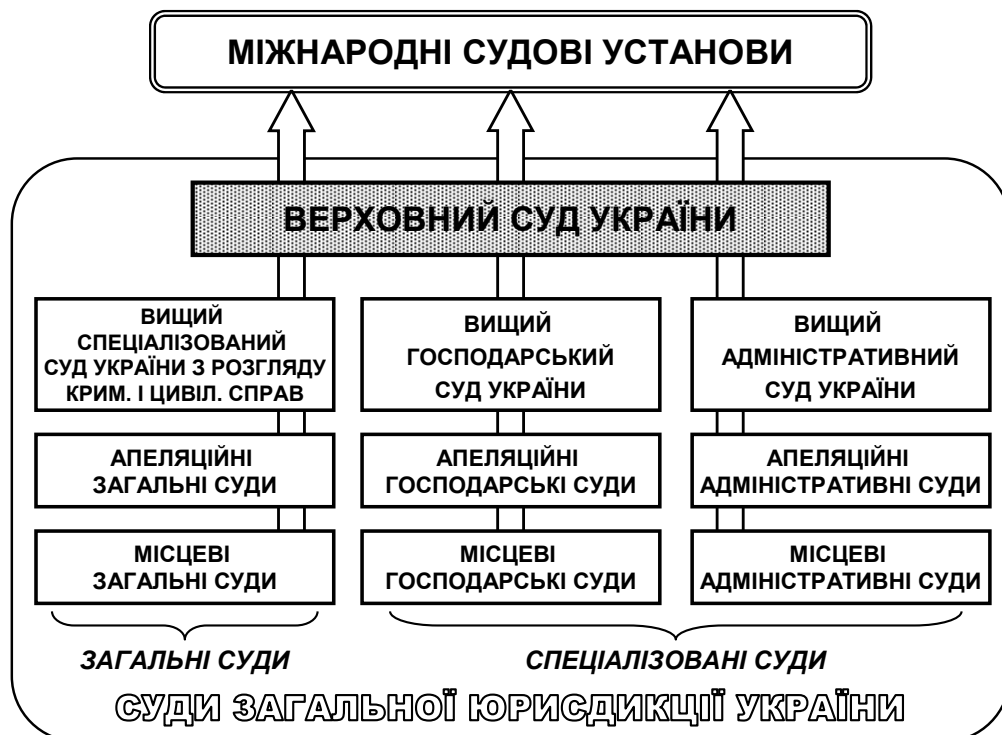 МІЖНАРОДНІ СУДОВІ УСТАНОВИ
ВЕРХОВНИЙ СУД УКРАЇНИ
ВИЩИЙ
СПЕЦІАЛІЗОВАНИЙ
СУД УКРАЇНИ З РОЗГЛЯДУ
КРИМ. І ЦИВІЛ. СПРАВ
ВИЩИЙ
ГОСПОДАРСЬКИЙ
СУД УКРАЇНИ
ВИЩИЙ
АДМІНІСТРАТИВНИЙ
СУД УКРАЇНИ
АПЕЛЯЦІЙНІ
ЗАГАЛЬНІ СУДИ
АПЕЛЯЦІЙНІ
ГОСПОДАРСЬКІ СУДИ
АПЕЛЯЦІЙНІ
АДМІНІСТРАТИВНІ СУДИ
МІСЦЕВІ
ЗАГАЛЬНІ СУДИ
МІСЦЕВІ
ГОСПОДАРСЬКІ СУДИ
МІСЦЕВІ
АДМІНІСТРАТИВНІ СУДИ
ЗАГАЛЬНІ СУДИ
СПЕЦІАЛІЗОВАНІ СУДИ
СУДИ ЗАГАЛЬНОЇ ЮРИСДИКЦІЇ УКРАЇНИ